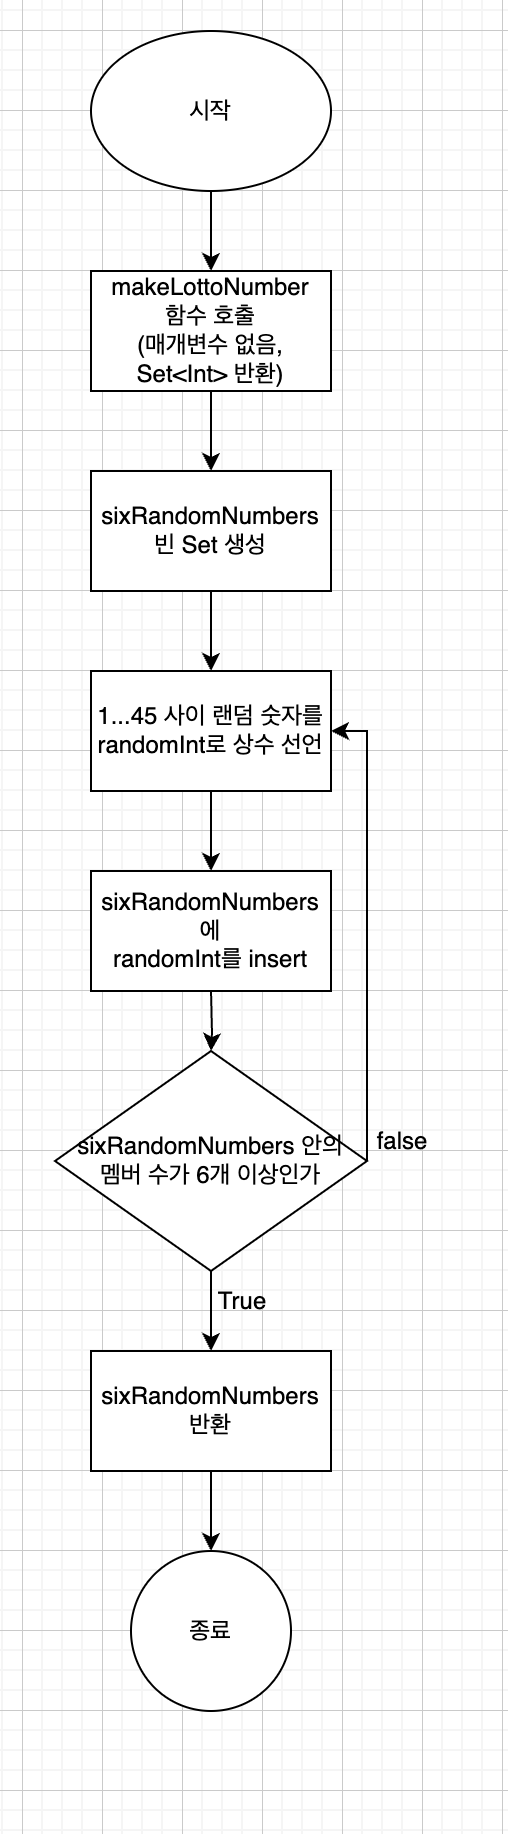 시작
makeLottoNumber
함수 호출
(매개변수 없음,
Set<Int> 반환)
sixRandomNumbers
빈 Set 생성
1...45 사이 랜덤 숫자를
randomInt로 상수 선언
sixRandomNumbers
에
randomInt를 insert
sixRandomNumbers 안의
멤버 수가 6개 이상인가
false
True
sixRandomNumbers
반환
종료